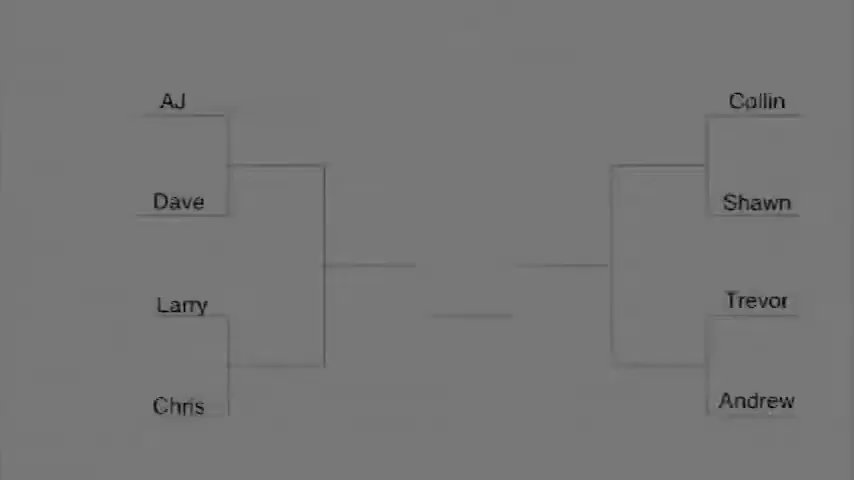 AJ
Dave
Larry
Chris
Collin
Shawn
Trevor
Andrew